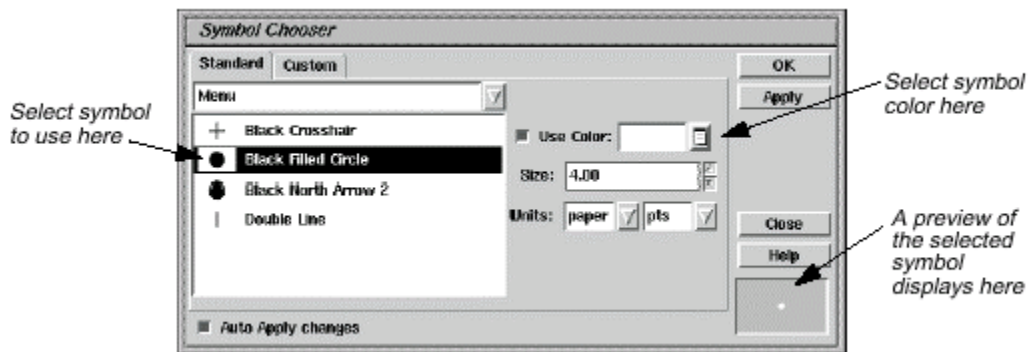 Symbol Chooser
Standard
Custom
Menu
Black Crosshair
Black Filled Circle
Black North Arrow 2
Double Line
Use Color:
Size:
4.00
Units:
paper
pts
OK
Apply
Close
Help
Auto Apply changes
Select symbol
to use here
Select symbol
color here
A preview of
the selected
symbol
displays here